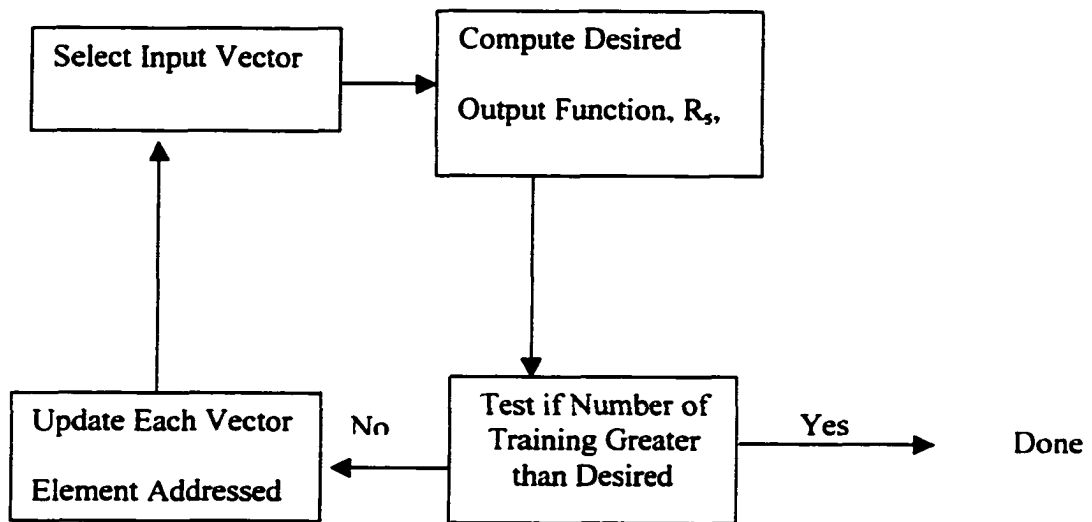 Select Input Vector
Compute Desired
Output Function, Rs,
Update Each Vector
Element Addressed
No
Test if Number of
Training Greater
than Desired
Yes
Done